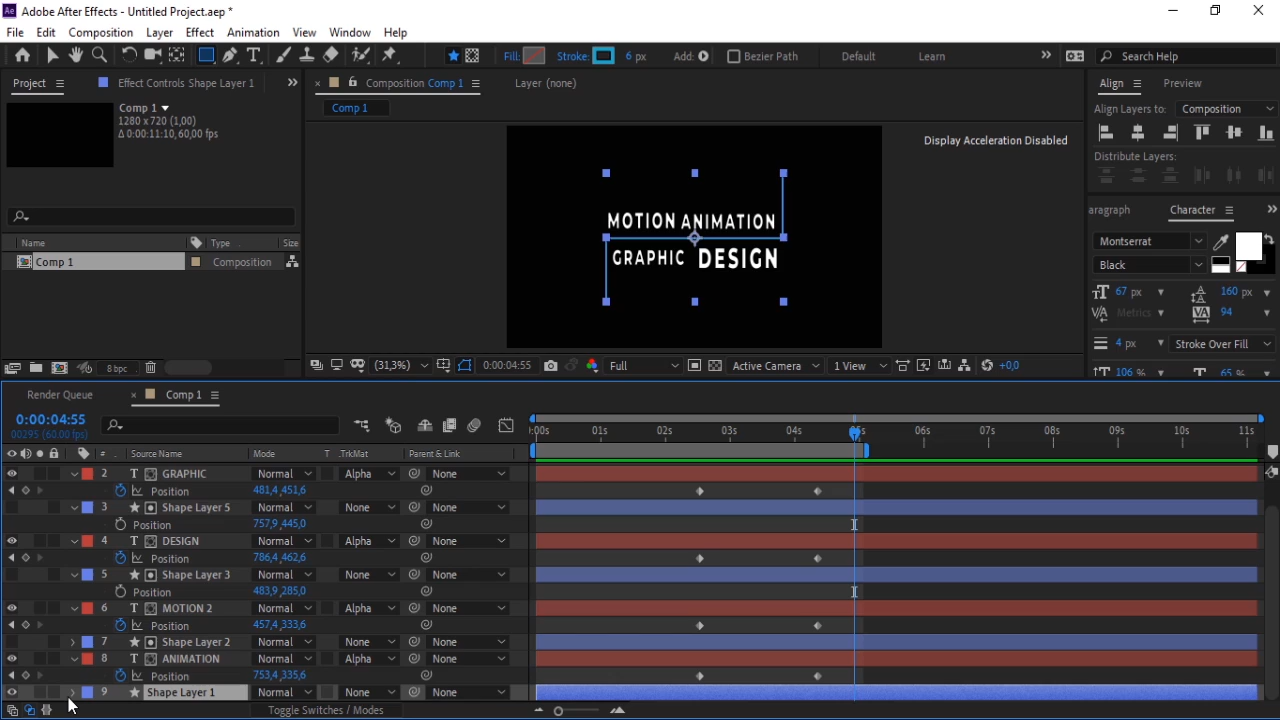 Ae Adobe After Effects - Untitled Project.aep *
File Edit Composition Layer Effect Animation View Window Help
Fill: Stroke: 6 px Add: Bezier Path Default Learn Search Help
Project Effect Controls Shape Layer 1 Composition Comp 1 Layer (none) Align Preview
Comp 1
1280 x 720 (1,00)
Δ 0:00:11:10, 60,00 fps
Comp 1
Align Layers to: Composition
Display Acceleration Disabled
Distribute Layers:
aragraph Character
MOTION ANIMATION
GRAPHIC DESIGN
Name Type Size
Comp 1 Composition
Montserrat
Black
67 px 160 px
Metrics 94
4 px Stroke Over Fill
106 % 65 %
8 bpc (31,3%) 0:00:04:55 Full Active Camera 1 View +0,0
Render Queue Comp 1
0:00:04:55
00295 (60.00 fps)
:00s 01s 02s 03s 04s 05s 06s 07s 08s 09s 10s 11s
# Source Name Mode T .TrkMat Parent & Link
2 T GRAPHIC Normal Alpha None
Position 481,4,451,6
3 Shape Layer 5 Normal None None
Position 757,9,445,0
4 T DESIGN Normal Alpha None
Position 786,4,462,6
5 Shape Layer 3 Normal None None
Position 483,9,285,0
6 T MOTION 2 Normal Alpha None
Position 457,4,333,6
7 Shape Layer 2 Normal None None
8 T ANIMATION Normal Alpha None
Position 753,4,335,6
9 Shape Layer 1 Normal None None
Toggle Switches / Modes